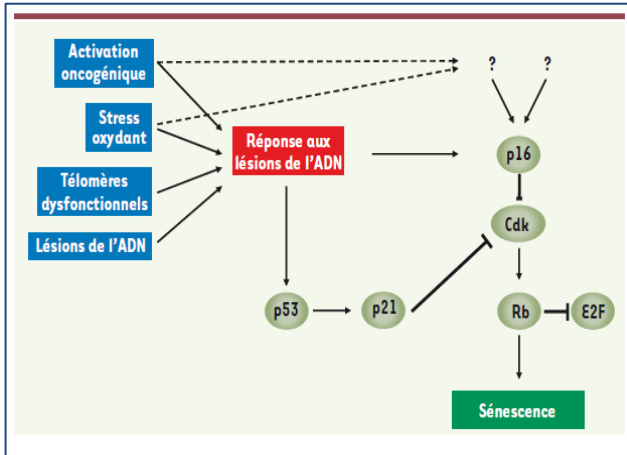 Activation
oncogénique
?
?
Stress
oxydant
Réponse aux
lésions de l'ADN
p16
Télomères
dysfonctionnels
Cdk
Lésions de l'ADN
p53
p21
Rb
E2F
Sénescence